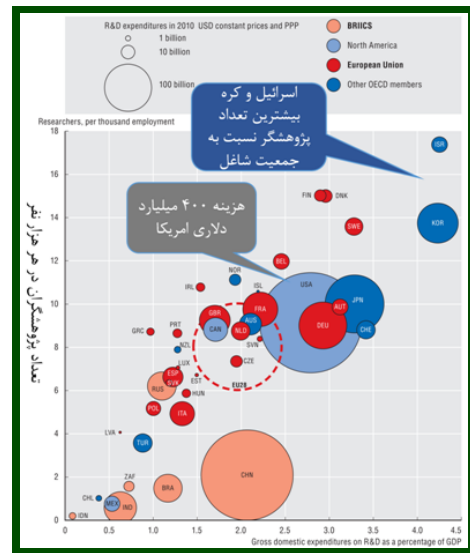 R&D expenditures in 2010 USD constant prices and PPP
1 billion
10 billion
100 billion
BRIICS
North America
European Union
Other OECD members
Researchers, per thousand employment
اسرائیل و کره
بیشترین تعداد
پژوهشگر نسبت به
جمعیت شاغل
هزینه ۴۰۰ میلیارد
دلاری امریکا
تعداد پژوهشگران در هر هزار نفر
18
16
14
12
10
8
6
4
2
0
ISR
KOR
FIN
DNK
SWE
BEL
NOR
IRL
ISL
USA
JPN
GBR
FRA
AUT
CAN
AUS
NLD
DEU
CHE
GRC
PRT
SVN
NZL
CZE
LUX
ESP
EST
EU28
RUS
SVK
HUN
POL
ITA
LVA
TUR
CHN
ZAF
BRA
CHL
MEX
IND
IDN
0
0.5
1.0
1.5
2.0
2.5
3.0
3.5
4.0
4.5
Gross domestic expenditures on R&D as a percentage of GDP